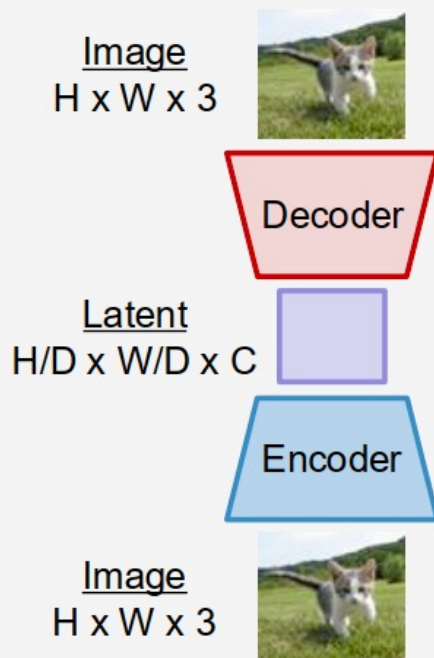 Image
H x W x 3
Decoder
Latent
H/D x W/D x C
Encoder
Image
H x W x 3